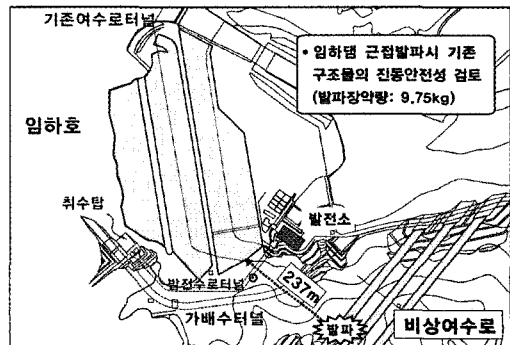 기존여수로터널
• 임하댐 근접발파시 기존
구조물의 진동안전성 검토
(발파장약량: 9.75kg)
임하호
취수탑
발전소
발전수로터널
237m
가배수터널
발파
비상여수로